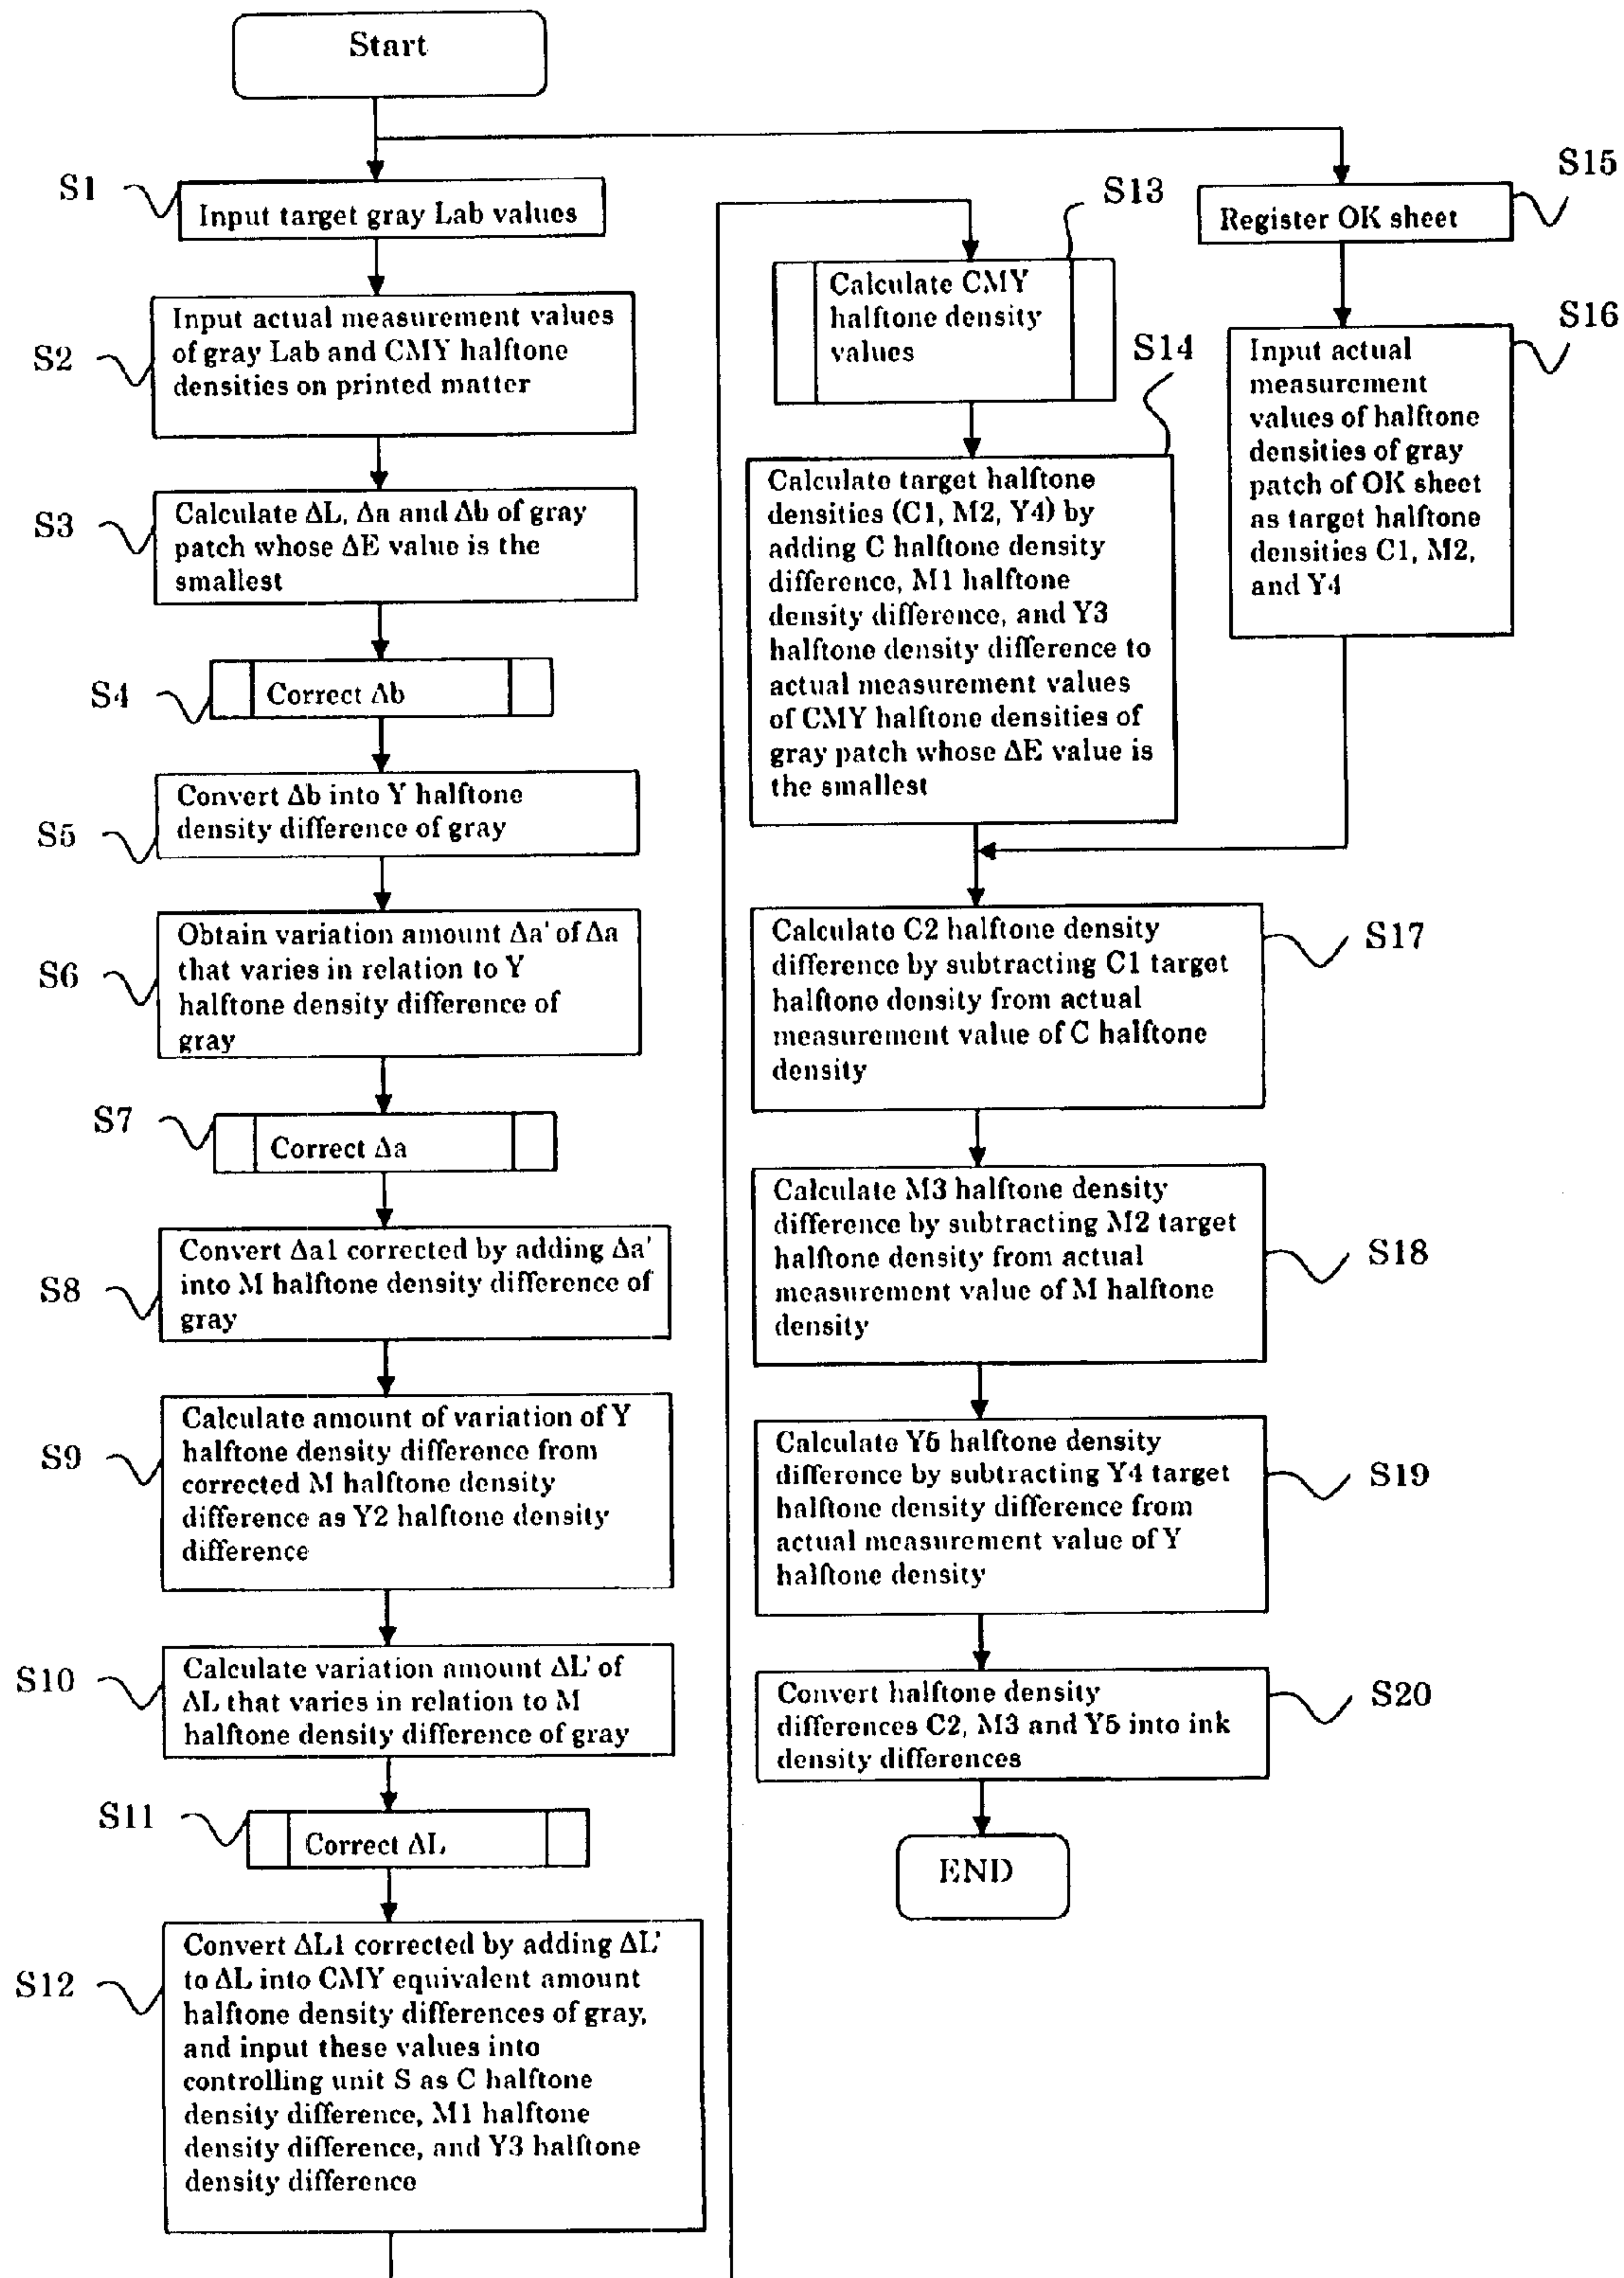 Start
S1
Input target gray Lab values
S2
Input actual measurement values
of gray Lab and CMY halftone
densities on printed matter
S3
Calculate ΔL, Δa and Δb of gray
patch whose ΔE value is the
smallest
S4
Correct Δb
S5
Convert Δb into Y halftone
density difference of gray
S6
Obtain variation amount Δa' of Δa
that varies in relation to Y
halftone density difference of
gray
S7
Correct Δa
S8
Convert Δa1 corrected by adding Δa'
into M halftone density difference of
gray
S9
Calculate amount of variation of Y
halftone density difference from
corrected M halftone density
difference as Y2 halftone density
difference
S10
Calculate variation amount ΔL' of
ΔL that varies in relation to M
halftone density difference of gray
S11
Correct ΔL
S12
Convert ΔL1 corrected by adding ΔL'
to ΔL into CMY equivalent amount
halftone density differences of gray,
and input these values into
controlling unit S as C halftone
density difference, M1 halftone
density difference, and Y3 halftone
density difference
S13
Calculate CMY
halftone density
values
S14
Calculate target halftone
densities (C1, M2, Y4) by
adding C halftone density
difference, M1 halftone
density difference, and Y3
halftone density difference to
actual measurement values
of CMY halftone densities of
gray patch whose ΔE value is
the smallest
S15
Register OK sheet
S16
Input actual
measurement
values of halftone
densities of gray
patch of OK sheet
as target halftone
densities C1, M2,
and Y4
S17
Calculate C2 halftone density
difference by subtracting C1 target
halftone density from actual
measurement value of C halftone
density
S18
Calculate M3 halftone density
difference by subtracting M2 target
halftone density from actual
measurement value of M halftone
density
S19
Calculate Y5 halftone density
difference by subtracting Y4 target
halftone density difference from
actual measurement value of Y
halftone density
S20
Convert halftone density
differences C2, M3 and Y5 into ink
density differences
END